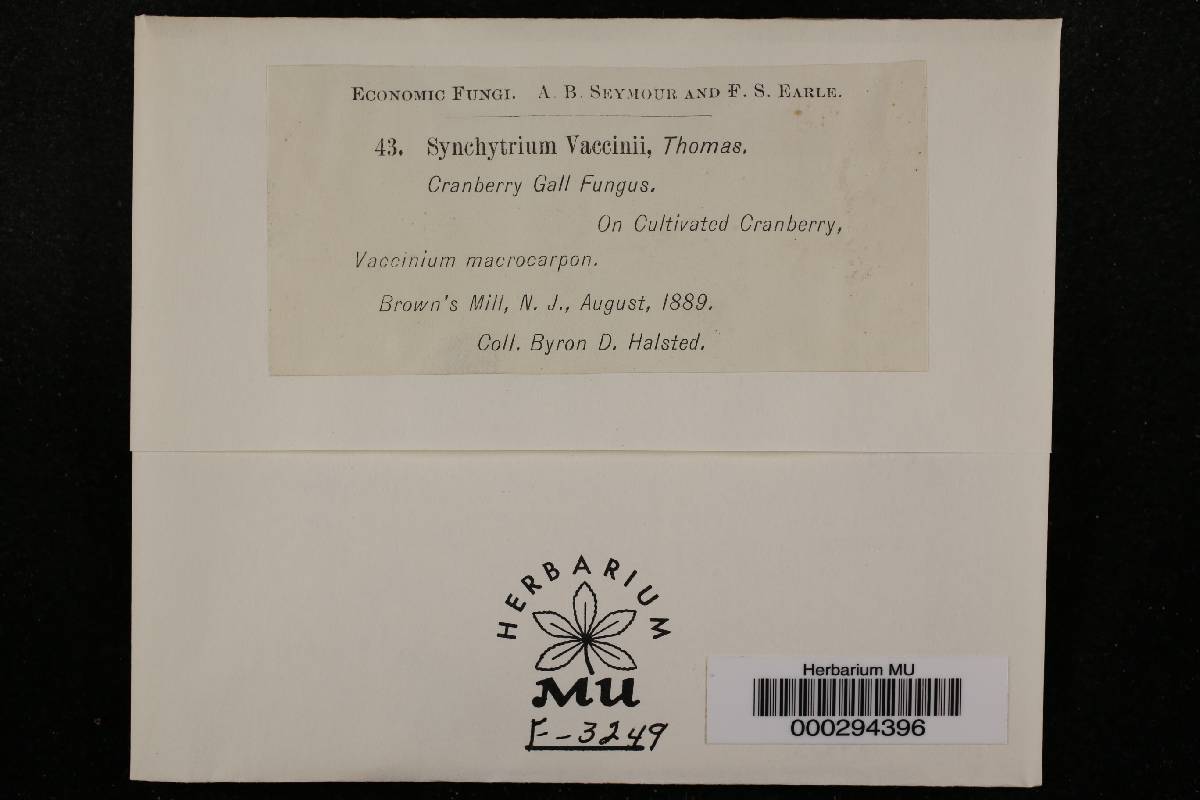 ECONOMIC FUNGI. A. B. SEYMOUR AND F. S. EARLE.
43. Synchytrium Vaccinii, Thomas.
Cranberry Gall Fungus.
On Cultivated Cranberry,
Vaccinium macrocarpon.
Brown's Mill, N. J., August, 1889.
Coll. Byron D. Halsted.
HERBARIUM
MU
F-3249
Herbarium MU
000294396